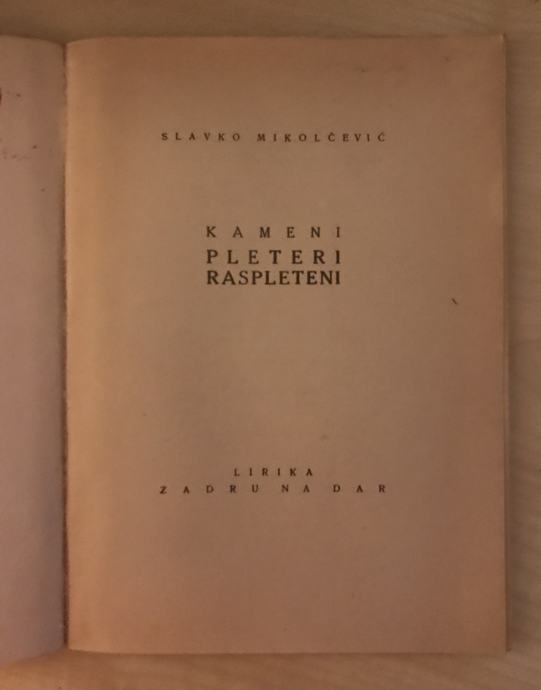 SLAVKO MIKOLČEVIĆ
KAMENI
PLETERI
RASPLETENI
LIRIKA
ZADRU NA DAR